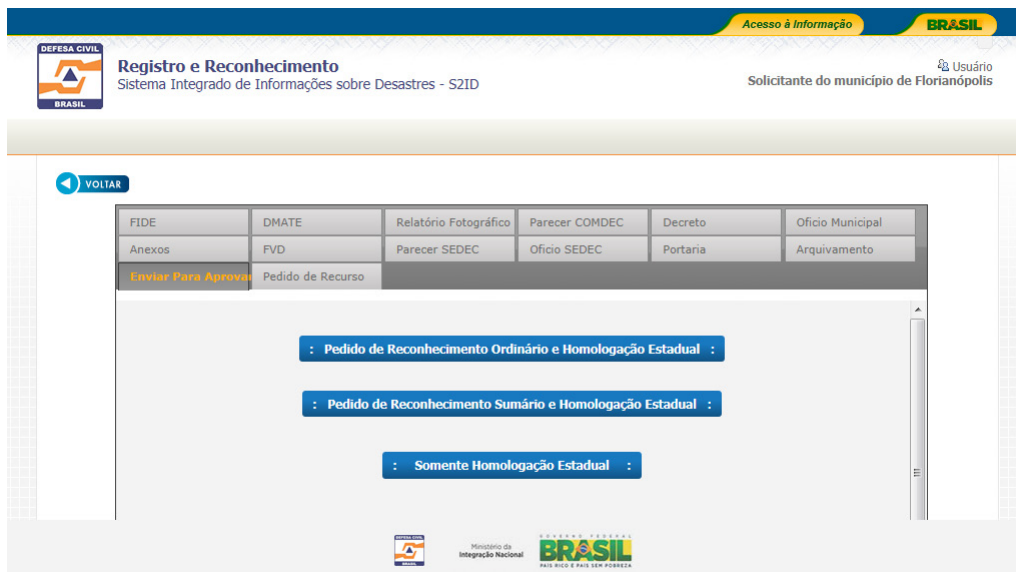 Acesso à Informação
BRASIL
DEFESA CIVIL
BRASIL
Registro e Reconhecimento
Sistema Integrado de Informações sobre Desastres - S2ID
Usuário
Solicitante do município de Florianópolis
VOLTAR
FIDE DMATE Relatório Fotográfico Parecer COMDEC Decreto Oficio Municipal
Anexos FVD Parecer SEDEC Oficio SEDEC Portaria Arquivamento
Enviar Para Aprovar Pedido de Recurso
: Pedido de Reconhecimento Ordinário e Homologação Estadual :
: Pedido de Reconhecimento Sumário e Homologação Estadual :
: Somente Homologação Estadual :
DEFESA CIVIL
BRASIL
Ministério da
Integração Nacional
GOVERNO FEDERAL
BRASIL
PAÍS RICO É PAÍS SEM POBREZA